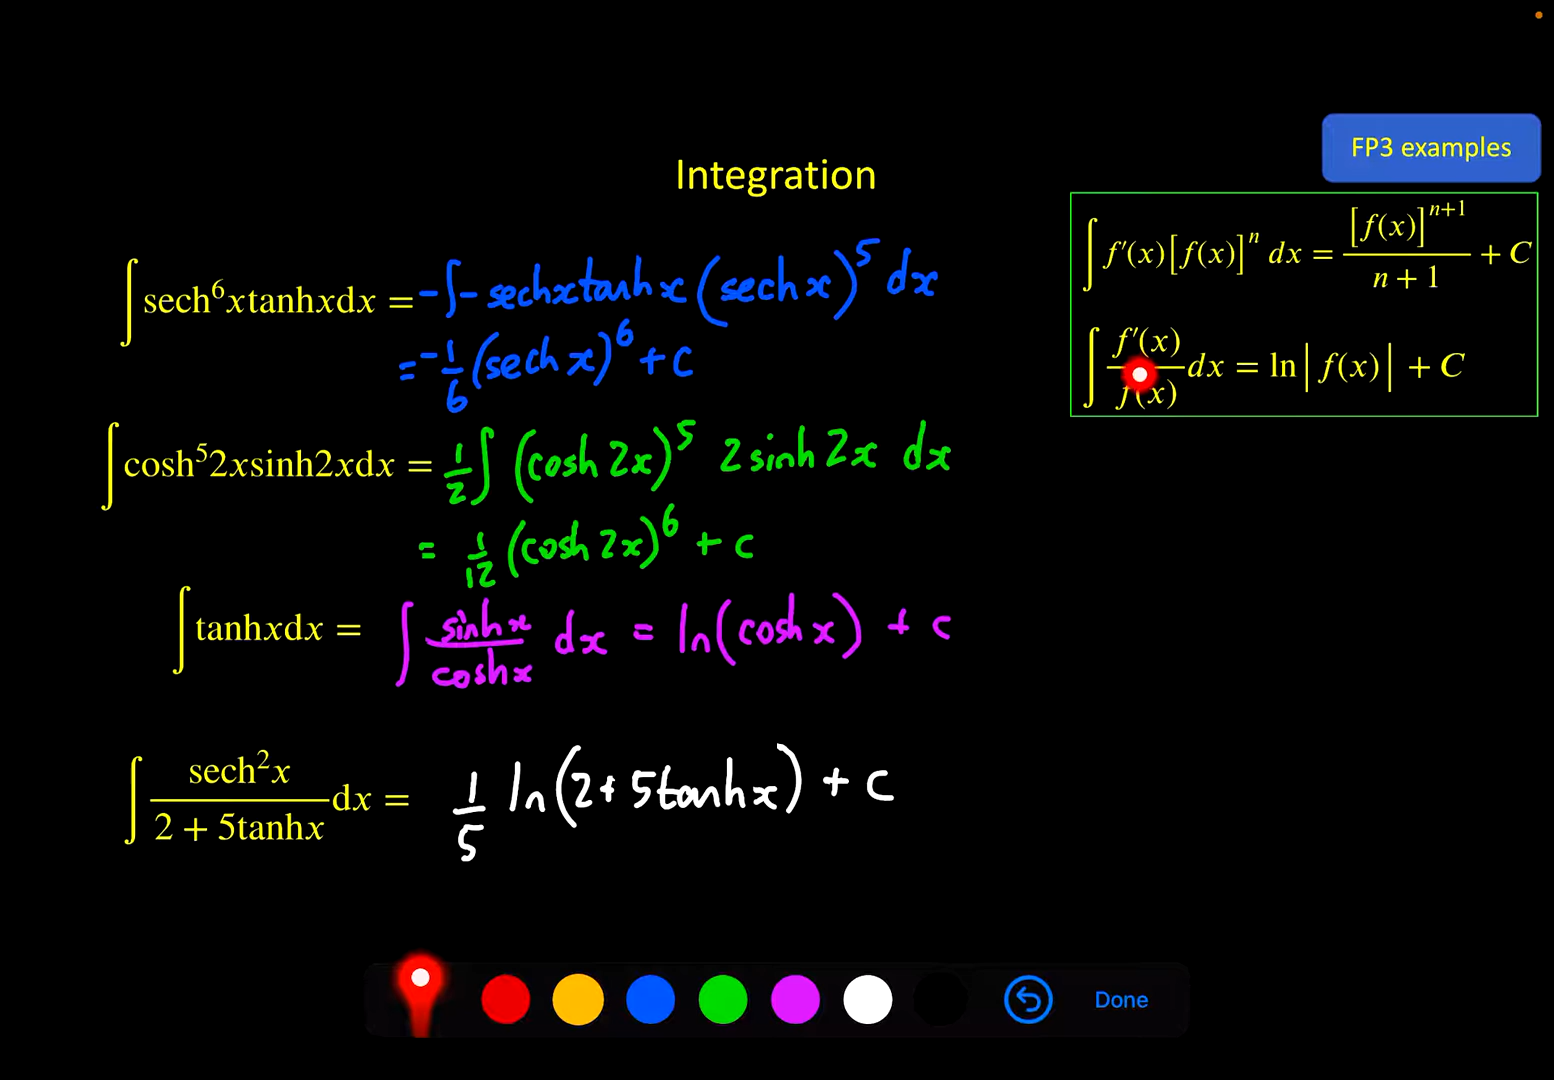 FP3 examples
Integration
∫ f′(x)[f(x)]ⁿ dx = [f(x)]ⁿ⁺¹ / n + 1 + C
∫ f′(x) / f(x) dx = ln| f(x) | + C
∫ sech⁶xtanhxdx = -∫- sechxtanhx (sechx)⁵ dx
= -1/6 (sechx)⁶ + c
∫ cosh⁵2xsinh2xdx = 1/2 ∫ (cosh2x)⁵ 2sinh2x dx
= 1/12 (cosh2x)⁶ + c
∫ tanhxdx = ∫ sinhx / coshx dx = ln(coshx) + c
∫ sech²x / 2 + 5tanhx dx = 1/5 ln(2+5tanhx) + c
Done